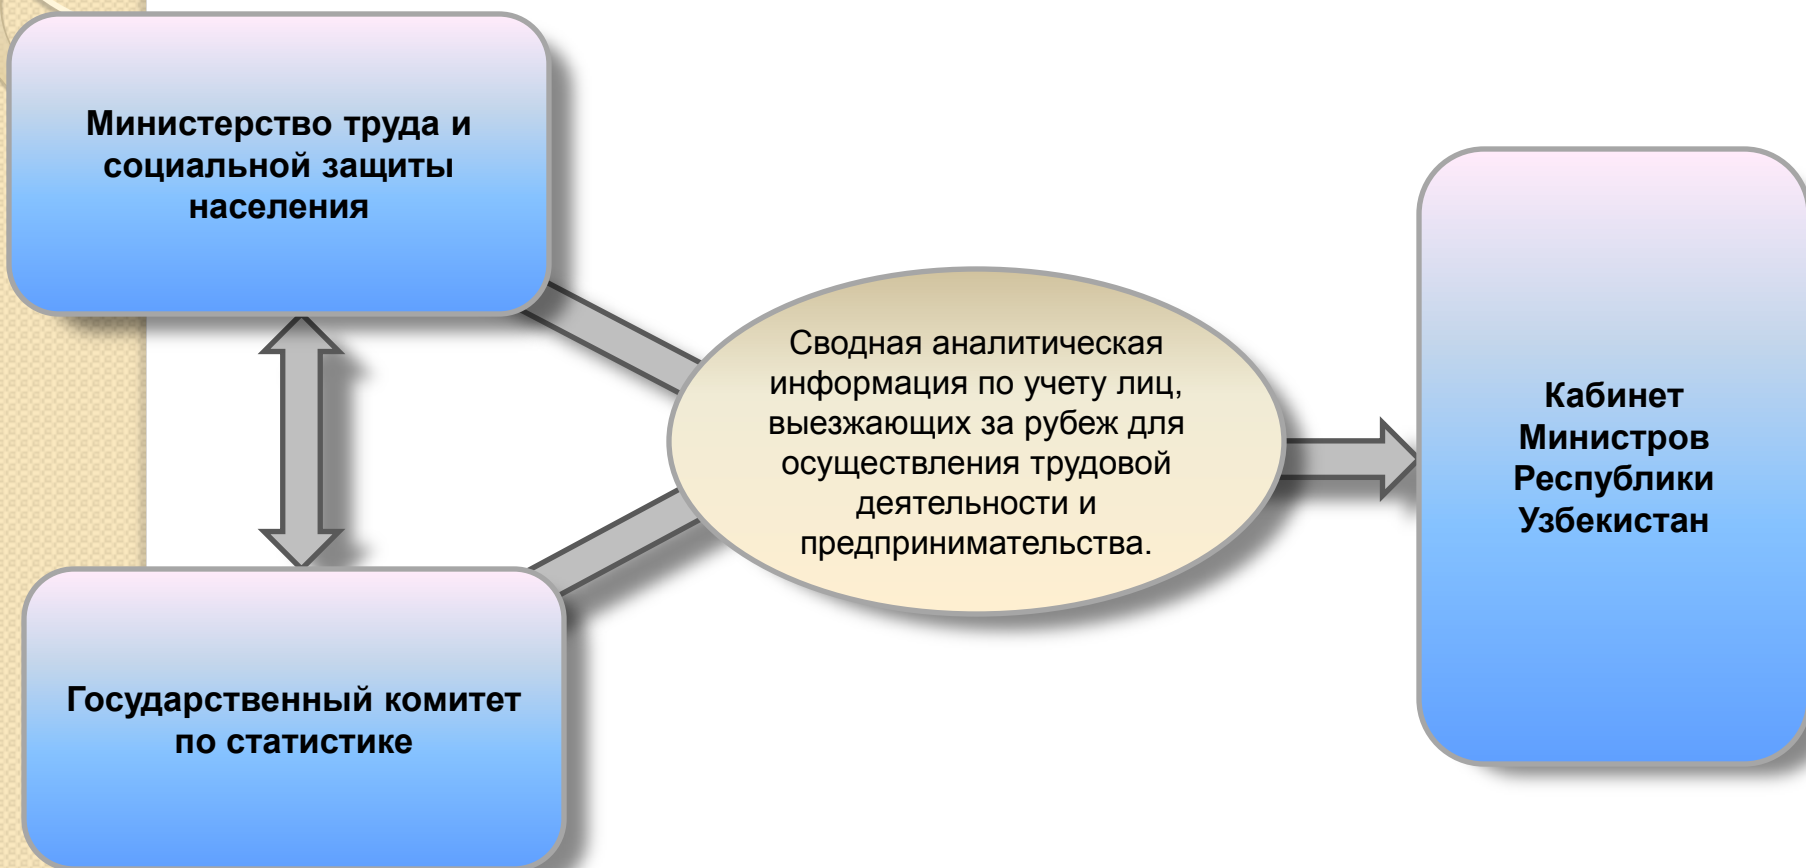 Министерство труда и
социальной защиты
населения
Сводная аналитическая
информация по учету лиц,
выезжающих за рубеж для
осуществления трудовой
деятельности и
предпринимательства.
Кабинет
Министров
Республики
Узбекистан
Государственный комитет
по статистике